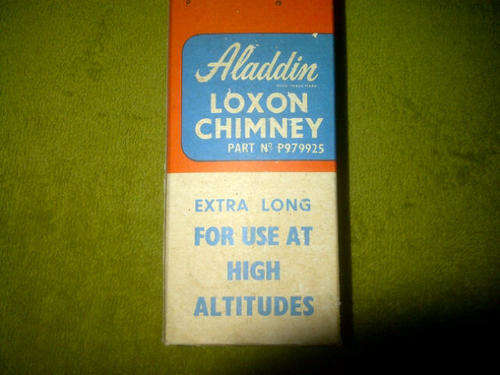 Aladdin
LOXON
CHIMNEY
PART Nº P979925
EXTRA LONG
FOR USE AT
HIGH
ALTITUDES